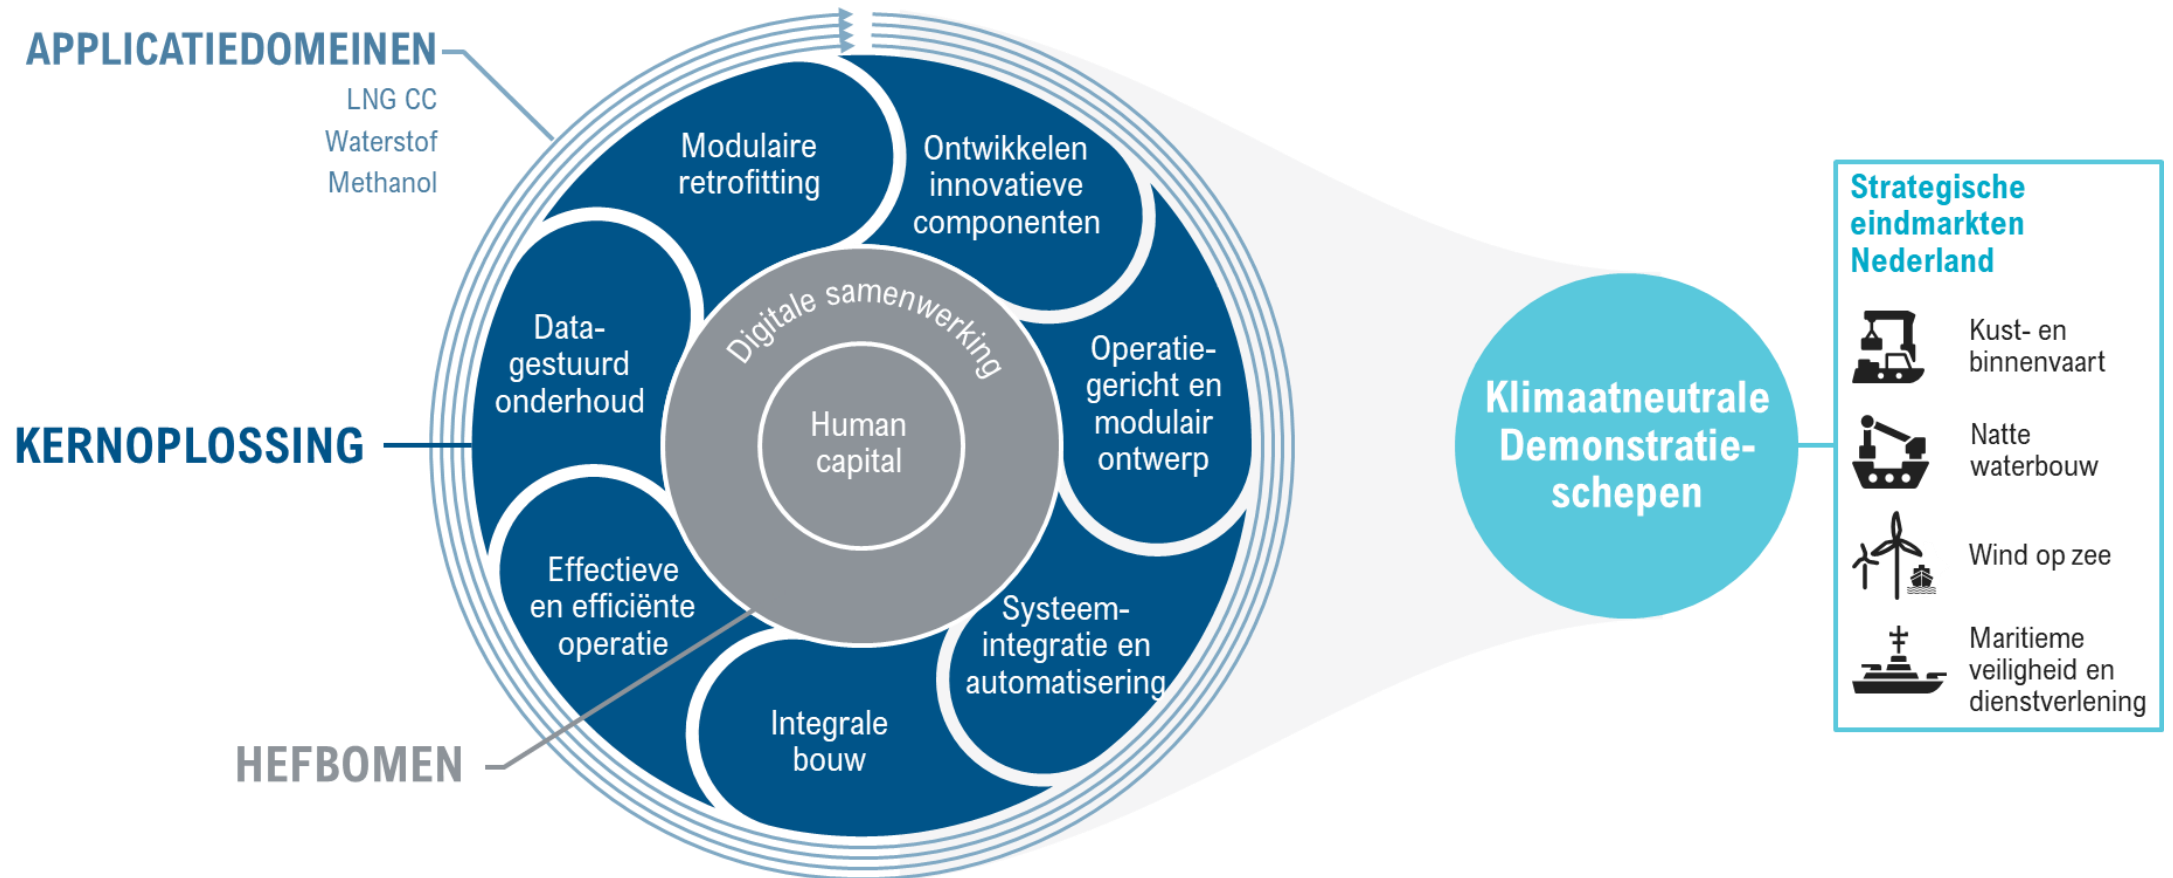 APPLICATIEDOMEINEN
LNG CC
Waterstof
Methanol
KERNOPLOSSING
HEFBOMEN
Modulaire
retrofitting
Ontwikkelen
innovatieve
componenten
Operatie-
gericht en
modulair
ontwerp
Systeem-
integratie en
automatisering
Integrale
bouw
Effectieve
en efficiënte
operatie
Data-
gestuurd
onderhoud
Digitale samenwerking
Human
capital
Klimaatneutrale
Demonstratie-
schepen
Strategische
eindmarkten
Nederland
Kust- en
binnenvaart
Natte
waterbouw
Wind op zee
Maritieme
veiligheid en
dienstverlening